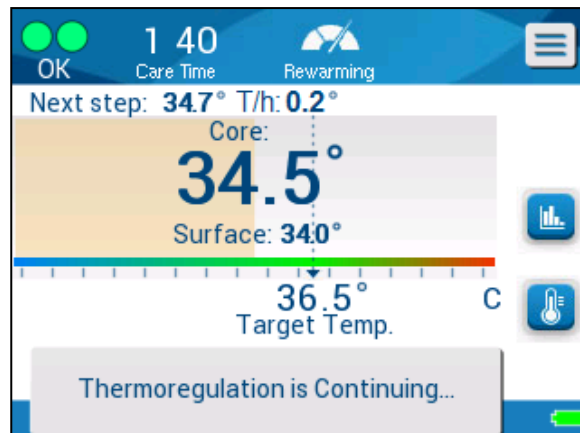 1 40
OK Care Time Rewarming
Next step: 34.7° T/h: 0.2°
Core:
34.5°
Surface: 34.0°
36.5° C
Target Temp.
Thermoregulation is Continuing...